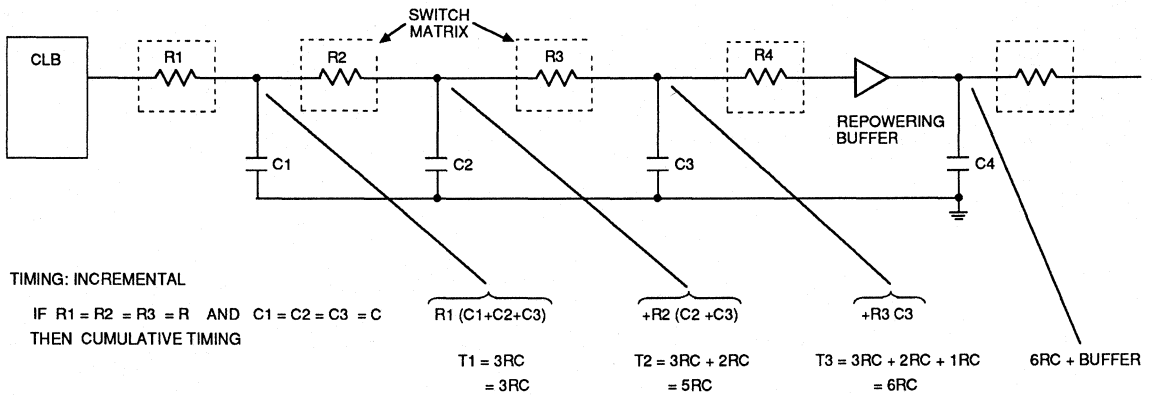 SWITCH
MATRIX
CLB
R1
R2
R3
R4
REPOWERING
BUFFER
C1
C2
C3
C4
TIMING: INCREMENTAL
IF R1 = R2 = R3 = R AND C1 = C2 = C3 = C
THEN CUMULATIVE TIMING
R1 (C1+C2+C3)
+R2 (C2 +C3)
+R3 C3
T1 = 3RC
= 3RC
T2 = 3RC + 2RC
= 5RC
T3 = 3RC + 2RC + 1RC
= 6RC
6RC + BUFFER